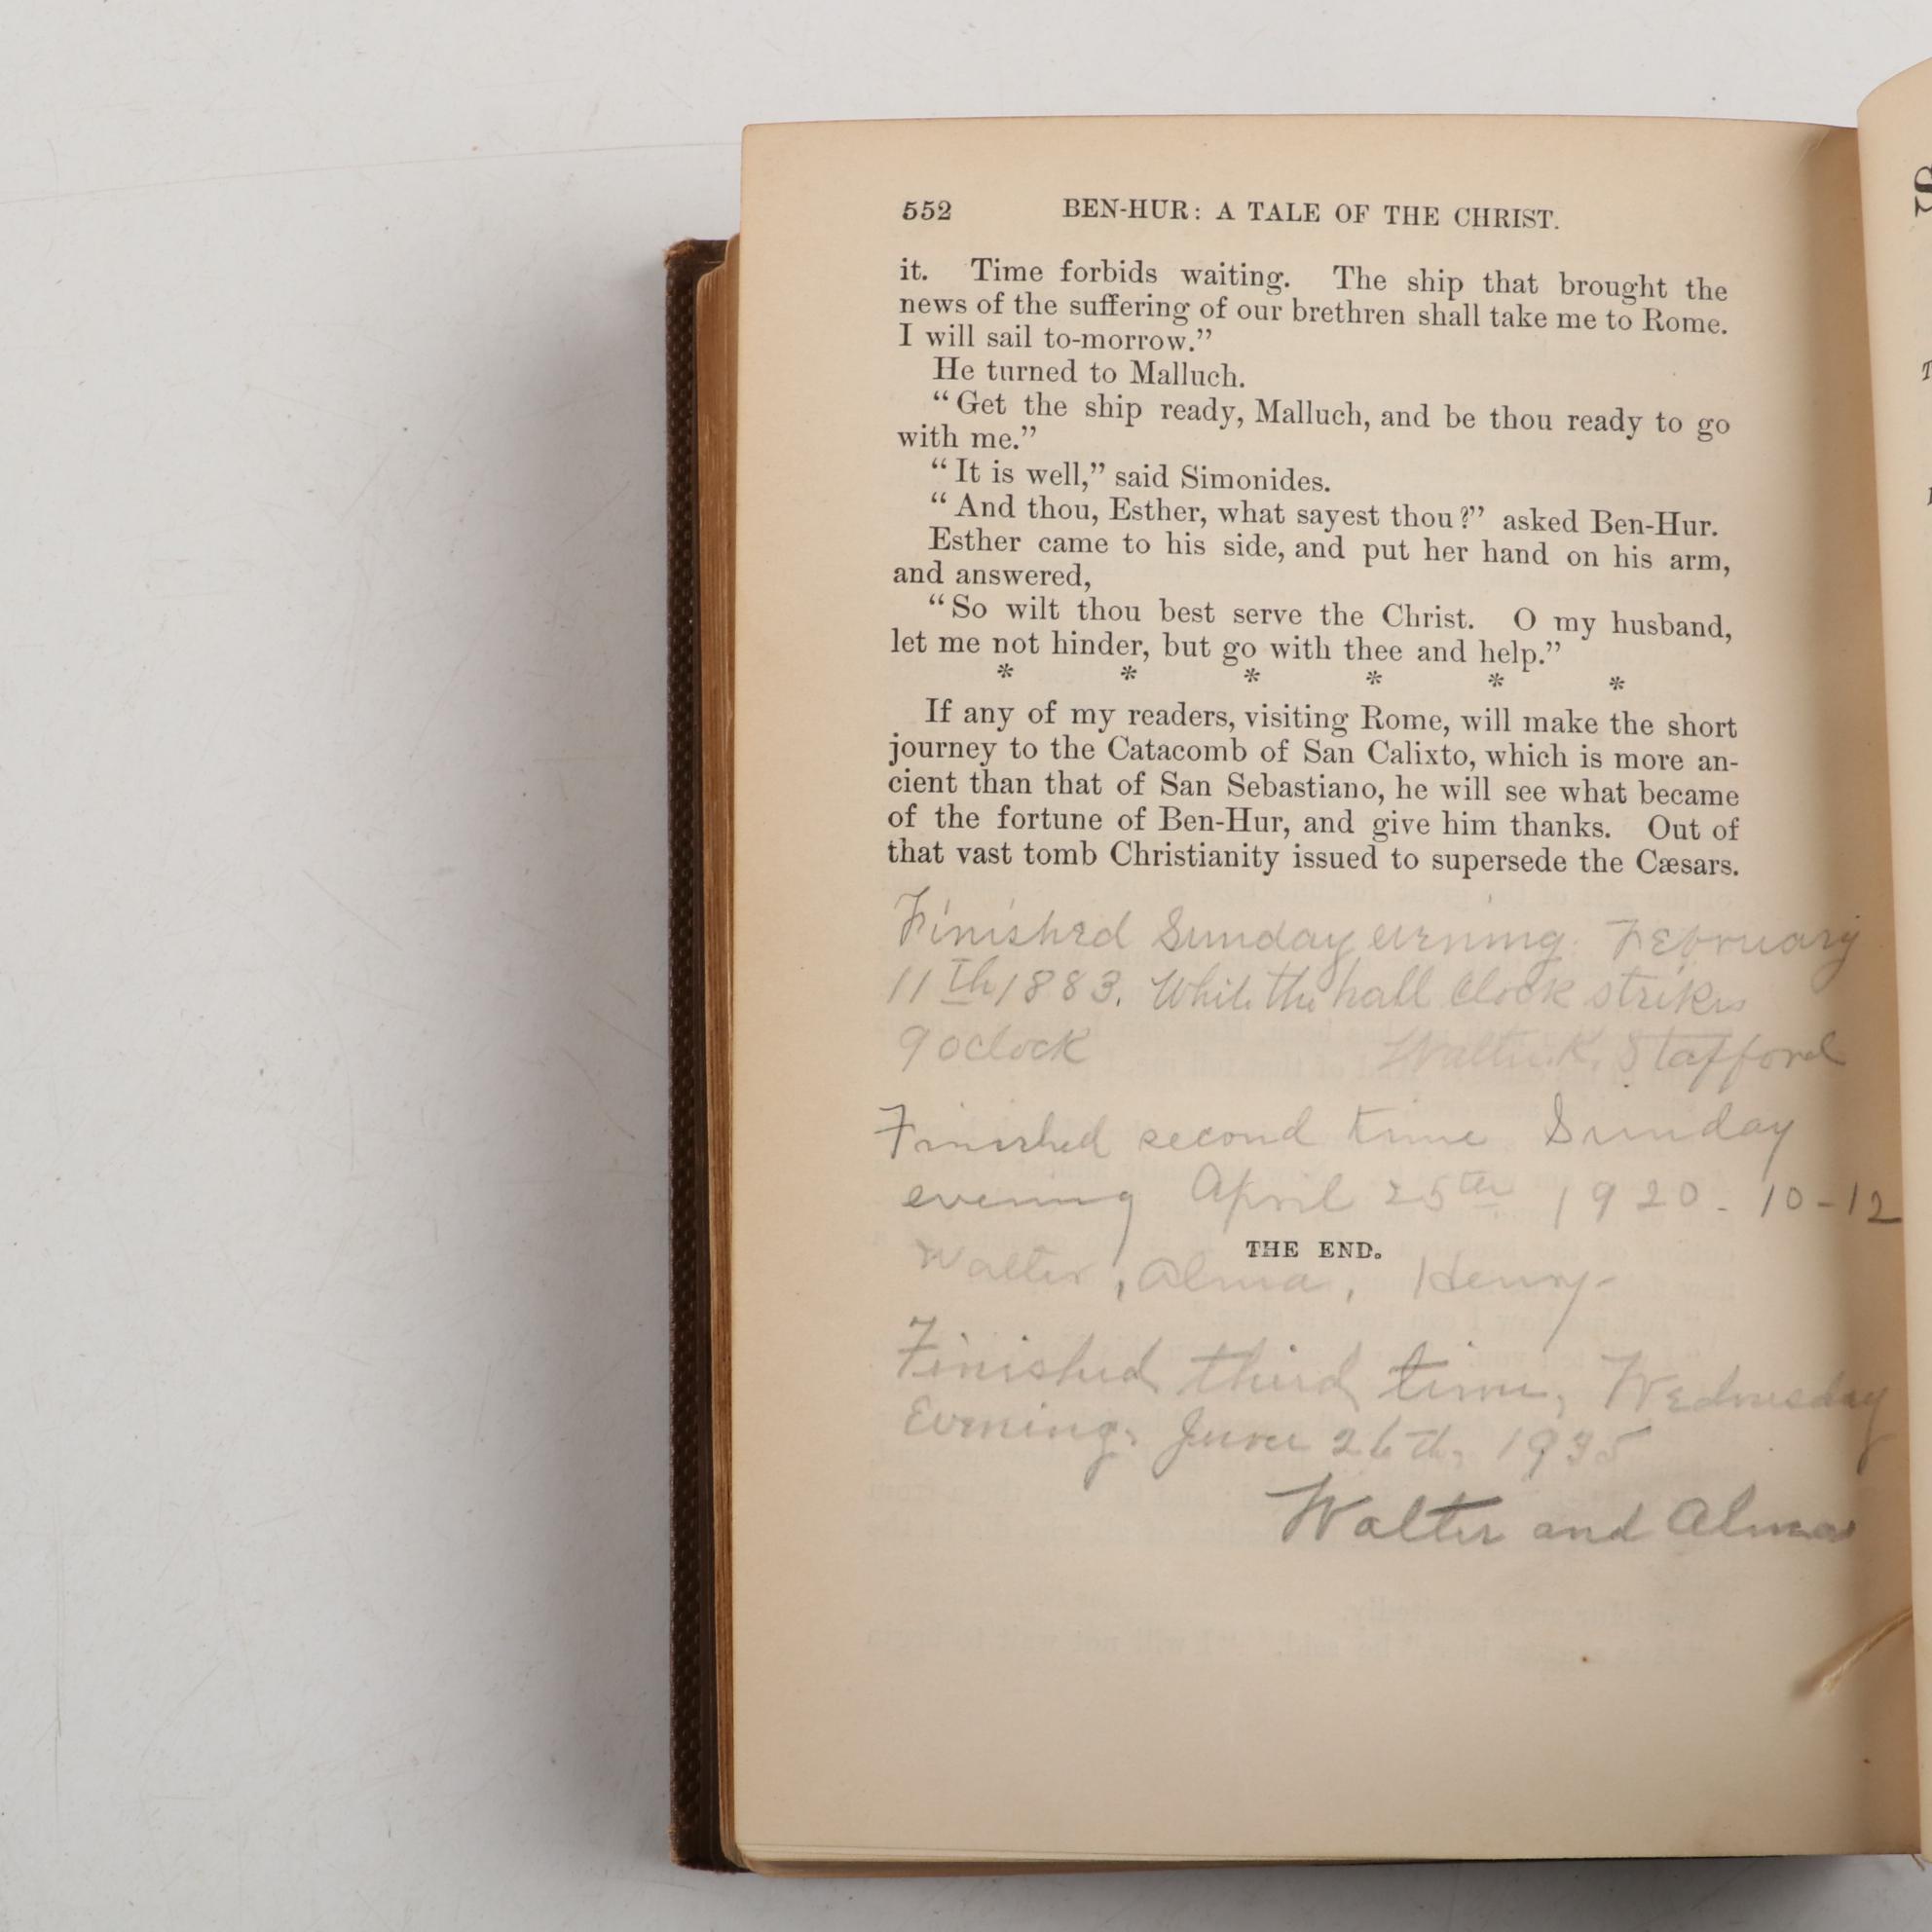 552 BEN-HUR: A TALE OF THE CHRIST.
it. Time forbids waiting. The ship that brought the
news of the suffering of our brethren shall take me to Rome.
I will sail to-morrow.”
He turned to Malluch.
“Get the ship ready, Malluch, and be thou ready to go
with me.”
“It is well,” said Simonides.
“And thou, Esther, what sayest thou?” asked Ben-Hur.
Esther came to his side, and put her hand on his arm,
and answered,
“So wilt thou best serve the Christ. O my husband,
let me not hinder, but go with thee and help.”
* * * * * *
If any of my readers, visiting Rome, will make the short
journey to the Catacomb of San Calixto, which is more an-
cient than that of San Sebastiano, he will see what became
of the fortune of Ben-Hur, and give him thanks. Out of
that vast tomb Christianity issued to supersede the Cæsars.
Finished Sunday evening. February
11th 1883. While the hall clock strikes
9 oclock Walter K. Stafford
Finished second time Sunday
evening April 25th 1920 - 10-12
THE END.
Walter, Alma, Henry-
Finished third time, Wednesday
Evening, June 26th, 1935
Walter and Alma